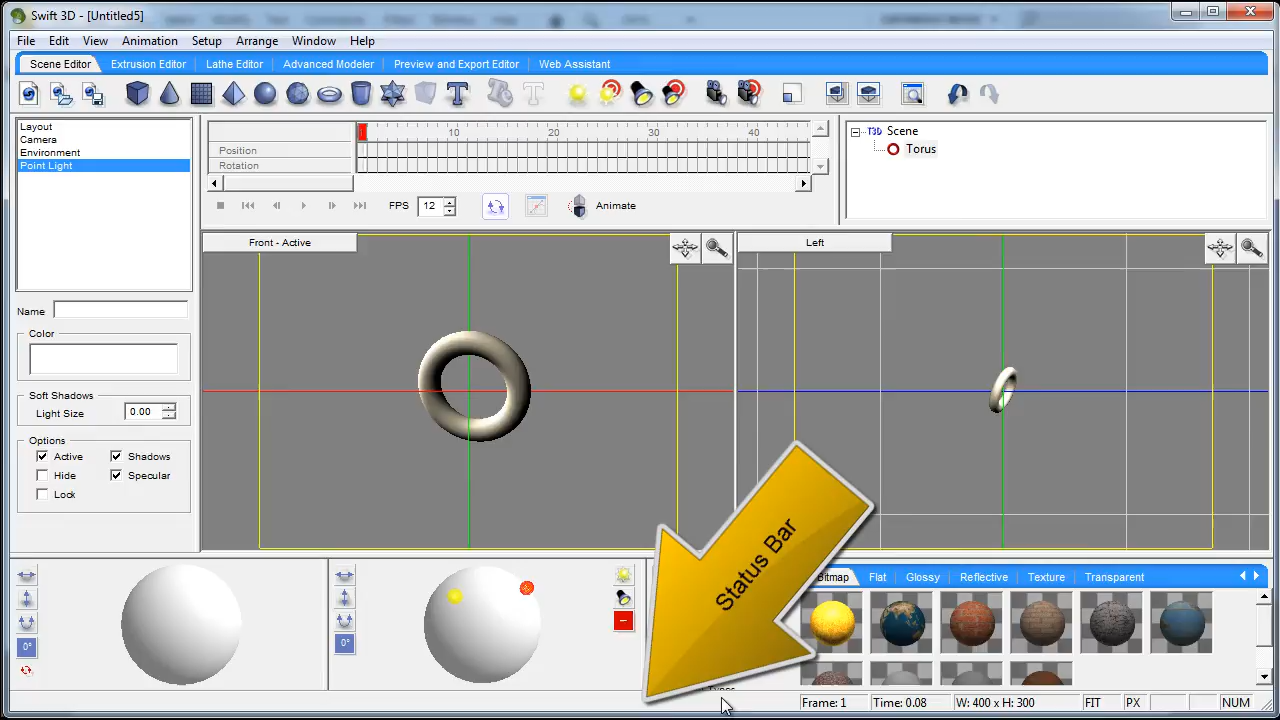 Swift 3D - [Untitled5]
File Edit View Animation Setup Arrange Window Help
Scene Editor Extrusion Editor Lathe Editor Advanced Modeler Preview and Export Editor Web Assistant
Layout
Camera
Environment
Point Light
10 20 30 40
Position
Rotation
FPS 12 Animate
Scene
Torus
Name
Color
Soft Shadows
Light Size 0.00
Options
Active Shadows
Hide Specular
Lock
Front - Active
Left
Status Bar
Bitmap Flat Glossy Reflective Texture Transparent
0°
0°
Frame: 1 Time: 0.08 W: 400 x H: 300 FIT PX NUM